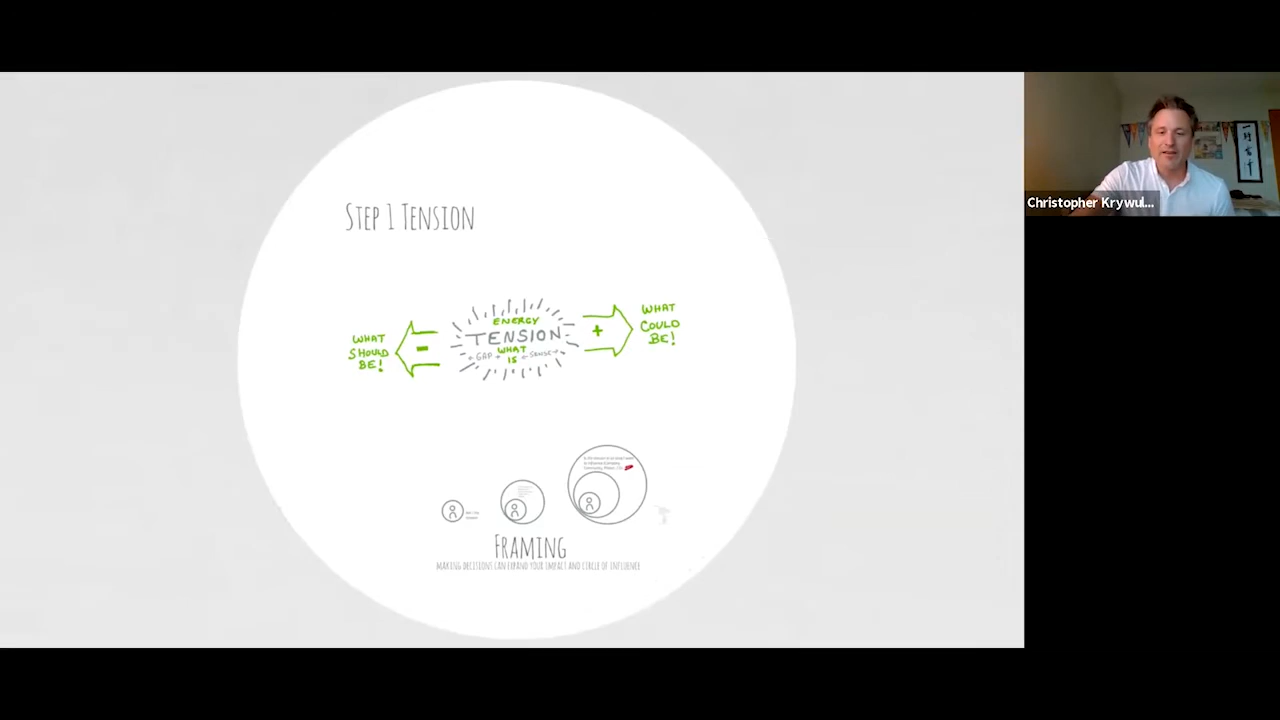 STEP 1 TENSION
ENERGY
TENSION
GAP WHAT IS SENSE
WHAT
SHOULD
BE!
-
+
WHAT
COULD
BE!
FRAMING
MAKING DECISIONS CAN EXPAND YOUR IMPACT AND CIRCLE OF INFLUENCE
Christopher Krywul...